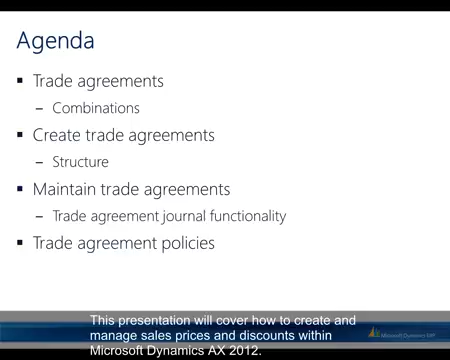 Agenda
▪ Trade agreements
– Combinations
▪ Create trade agreements
– Structure
▪ Maintain trade agreements
– Trade agreement journal functionality
▪ Trade agreement policies
This presentation will cover how to create and
manage sales prices and discounts within
Microsoft Dynamics AX 2012.
Microsoft Dynamics ERP